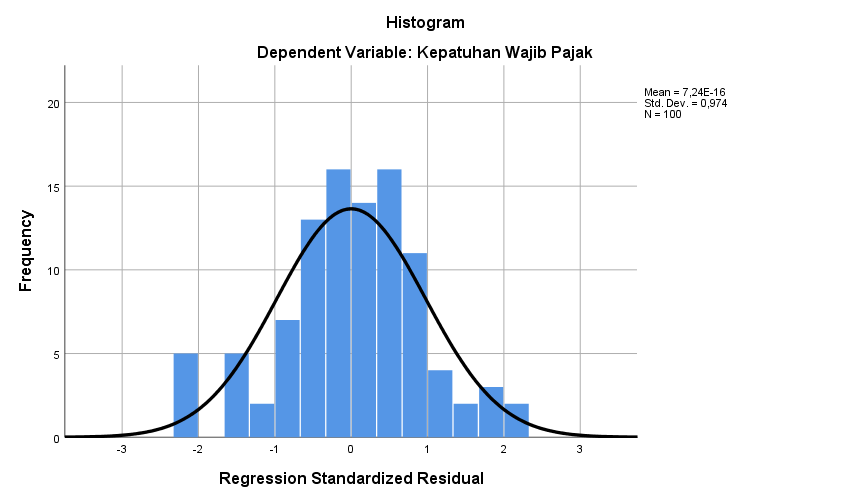 Histogram
Dependent Variable: Kepatuhan Wajib Pajak
Mean = 7,24E-16
Std. Dev. = 0,974
N = 100
20
15
10
5
0
Frequency
-3 -2 -1 0 1 2 3
Regression Standardized Residual